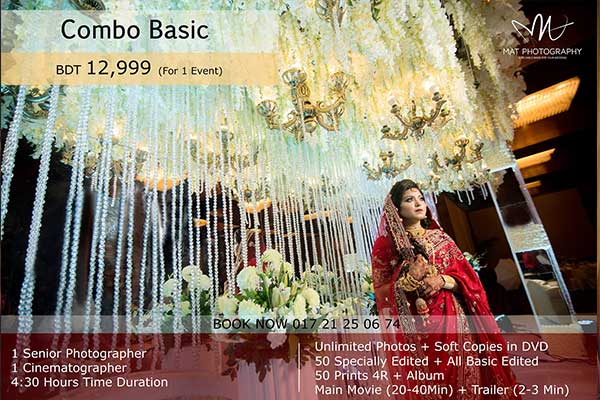 Combo Basic
BDT 12,999 (For 1 Event)
MAT PHOTOGRAPHY
BOOK NOW 017 21 25 06 74
1 Senior Photographer
1 Cinematographer
4:30 Hours Time Duration
Unlimited Photos + Soft Copies in DVD
50 Specially Edited + All Basic Edited
50 Prints 4R + Album
Main Movie (20-40Min) + Trailer (2-3 Min)